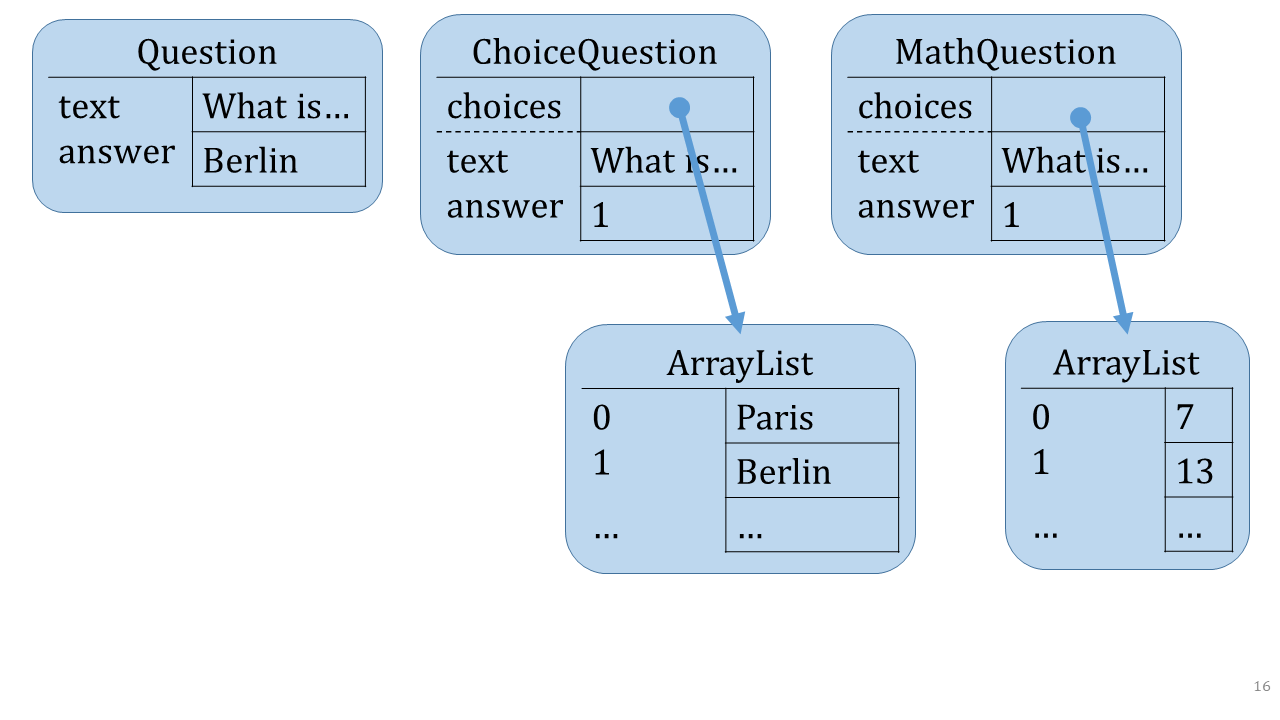 Question
text What is…
answer Berlin
ChoiceQuestion
choices
text What is…
answer 1
MathQuestion
choices
text What is…
answer 1
ArrayList
0 Paris
1 Berlin
… …
ArrayList
0 7
1 13
… …
16